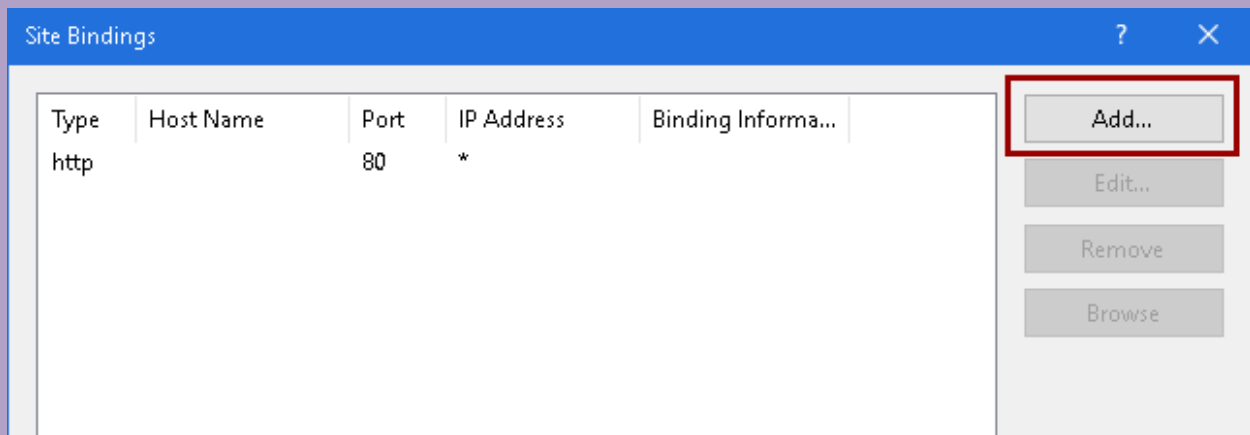 Site Bindings ?
Type Host Name Port IP Address Binding Informa... Add...
http 80 *
Edit...
Remove
Browse